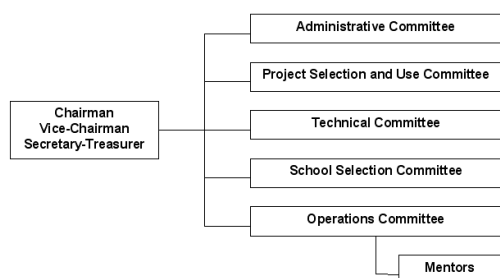 Administrative Committee
Project Selection and Use Committee
Chairman
Vice-Chairman
Secretary-Treasurer
Technical Committee
School Selection Committee
Operations Committee
Mentors